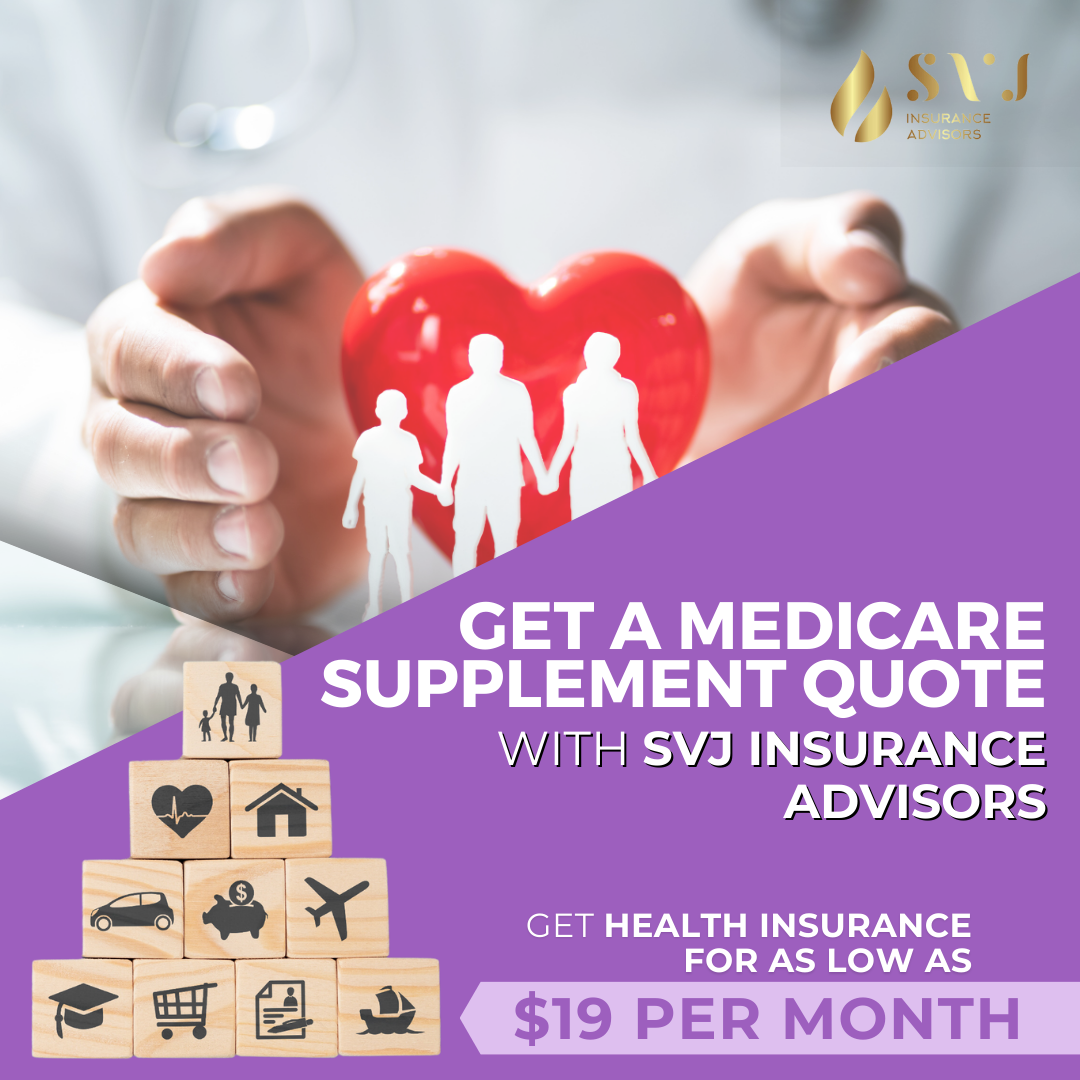 SVJ
INSURANCE
ADVISORS
GET A MEDICARE
SUPPLEMENT QUOTE
WITH SVJ INSURANCE
ADVISORS
$
GET HEALTH INSURANCE
FOR AS LOW AS
$19 PER MONTH